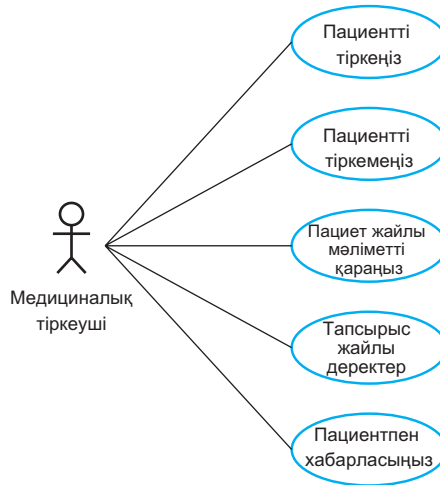 Пациентті
тіркеңіз
Пациентті
тіркемеңіз
Пациет жайлы
мәліметті
қараңыз
Медициналық
тіркеуші
Тапсырыс
жайлы
деректер
Пациентпен
хабарласыңыз